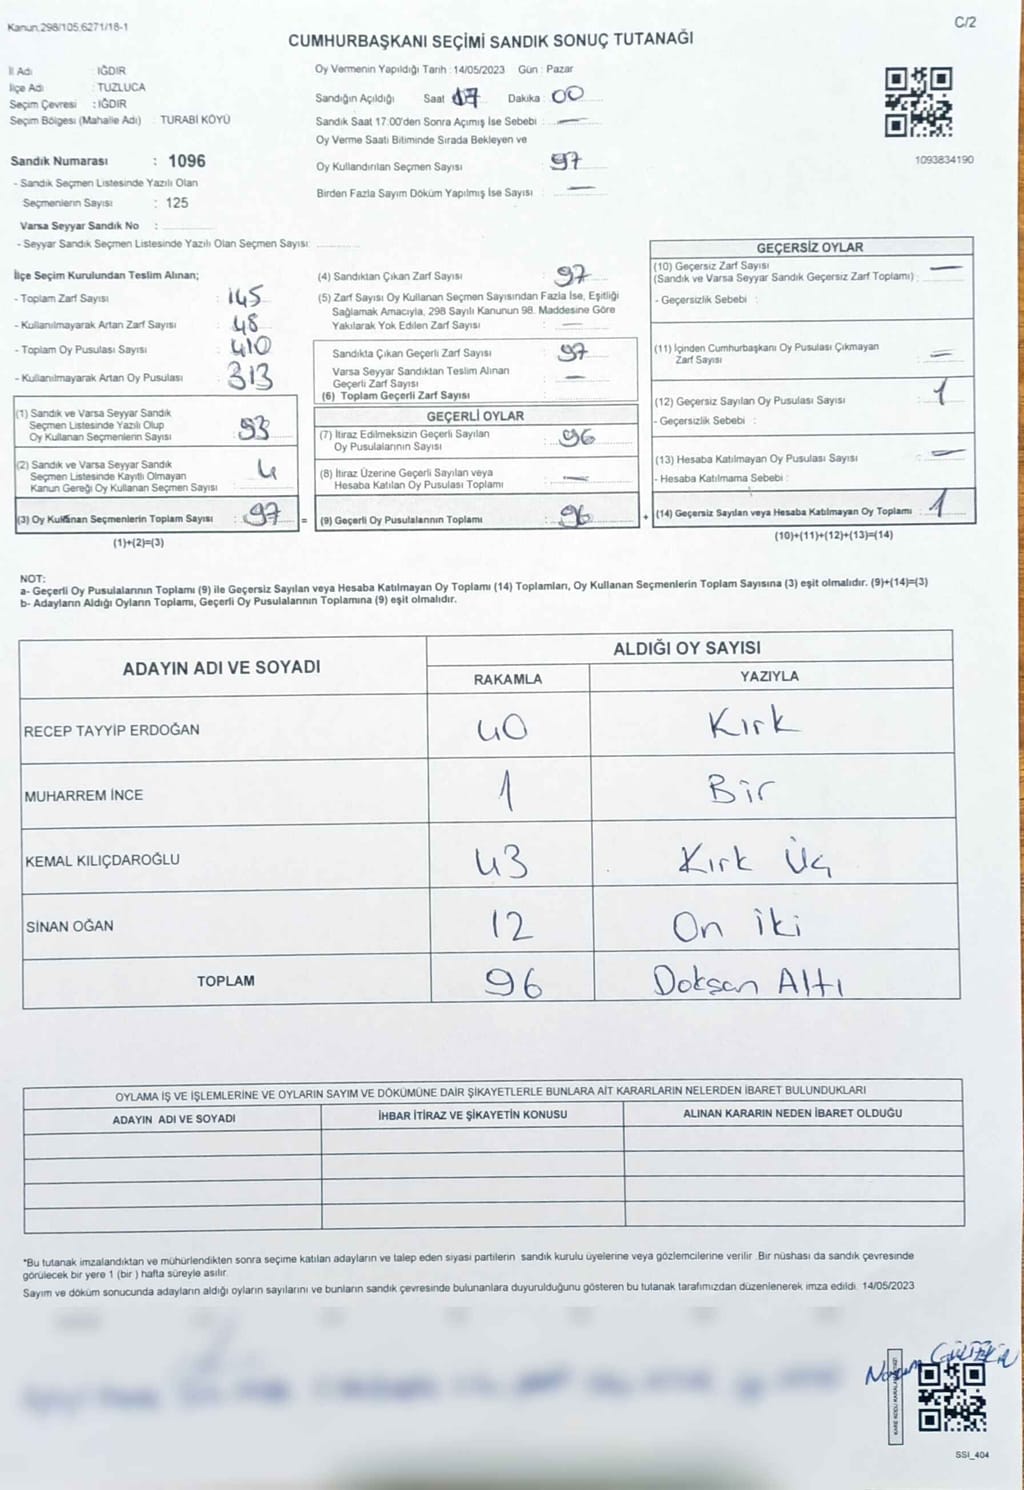 Kanun.298/105,6271/18-1
C/2
CUMHURBAŞKANI SEÇİMİ SANDIK SONUÇ TUTANAĞI
İl Adı : IĞDIR
İlçe Adı : TUZLUCA
Seçim Çevresi : IĞDIR
Seçim Bölgesi (Mahalle Adı) : TURABİ KÖYÜ
Sandık Numarası : 1096
- Sandık Seçmen Listesinde Yazılı Olan
Seçmenlerin Sayısı : 125
Varsa Seyyar Sandık No :
- Seyyar Sandık Seçmen Listesinde Yazılı Olan Seçmen Sayısı:
Oy Vermenin Yapıldığı Tarih : 14/05/2023 Gün : Pazar
Sandığın Açıldığı Saat 17 Dakika : 00
Sandık Saat 17:00'den Sonra Açımış İse Sebebi : —
Oy Verme Saati Bitiminde Sırada Bekleyen ve
Oy Kullandırılan Seçmen Sayısı : 97
Birden Fazla Sayım Döküm Yapılmış İse Sayısı : —
1093834190
İlçe Seçim Kurulundan Teslim Alınan;
- Toplam Zarf Sayısı : 145
- Kullanılmayarak Artan Zarf Sayısı : 48
- Toplam Oy Pusulası Sayısı : 410
- Kullanılmayarak Artan Oy Pusulası : 313
(1) Sandık ve Varsa Seyyar Sandık
Seçmen Listesinde Yazılı Olup
Oy Kullanan Seçmenlerin Sayısı : 93
(2) Sandık ve Varsa Seyyar Sandık
Seçmen Listesinde Kayıtlı Olmayan
Kanun Gereği Oy Kullanan Seçmen Sayısı : 4
(3) Oy Kullanan Seçmenlerin Toplam Sayısı : 97 =
(1)+(2)=(3)
(4) Sandıktan Çıkan Zarf Sayısı : 97
(5) Zarf Sayısı Oy Kullanan Seçmen Sayısından Fazla İse, Eşitliği
Sağlamak Amacıyla, 298 Sayılı Kanunun 98. Maddesine Göre
Yakılarak Yok Edilen Zarf Sayısı : —
Sandıkta Çıkan Geçerli Zarf Sayısı : 97
Varsa Seyyar Sandıktan Teslim Alınan
Geçerli Zarf Sayısı : —
(6) Toplam Geçerli Zarf Sayısı :
GEÇERLİ OYLAR
(7) İtiraz Edilmeksizin Geçerli Sayılan
Oy Pusulalarının Sayısı : 96
(8) İtiraz Üzerine Geçerli Sayılan veya
Hesaba Katılan Oy Pusulası Toplamı : —
(9) Geçerli Oy Pusulalarının Toplamı : 96 +
GEÇERSİZ OYLAR
(10) Geçersiz Zarf Sayısı
(Sandık ve Varsa Seyyar Sandık Geçersiz Zarf Toplamı) : —
- Geçersizlik Sebebi :
(11) İçinden Cumhurbaşkanı Oy Pusulası Çıkmayan
Zarf Sayısı : —
(12) Geçersiz Sayılan Oy Pusulası Sayısı : 1
- Geçersizlik Sebebi :
(13) Hesaba Katılmayan Oy Pusulası Sayısı : —
- Hesaba Katılmama Sebebi :
(14) Geçersiz Sayılan veya Hesaba Katılmayan Oy Toplamı : 1
(10)+(11)+(12)+(13)=(14)
NOT:
a- Geçerli Oy Pusulalarının Toplamı (9) ile Geçersiz Sayılan veya Hesaba Katılmayan Oy Toplamı (14) Toplamları, Oy Kullanan Seçmenlerin Toplam Sayısına (3) eşit olmalıdır. (9)+(14)=(3)
b- Adayların Aldığı Oyların Toplamı, Geçerli Oy Pusulalarının Toplamına (9) eşit olmalıdır.
ADAYIN ADI VE SOYADI ALDIĞI OY SAYISI
RAKAMLA YAZIYLA
RECEP TAYYİP ERDOĞAN 40 Kırk
MUHARREM İNCE 1 Bir
KEMAL KILIÇDAROĞLU 43 Kırk Üç
SİNAN OĞAN 12 On İki
TOPLAM 96 Doksan Altı
OYLAMA İŞ VE İŞLEMLERİNE VE OYLARIN SAYIM VE DÖKÜMÜNE DAİR ŞİKAYETLERLE BUNLARA AİT KARARLARIN NELERDEN İBARET BULUNDUKLARI
ADAYIN ADI VE SOYADI İHBAR İTİRAZ VE ŞİKAYETİN KONUSU ALINAN KARARIN NEDEN İBARET OLDUĞU
*Bu tutanak imzalandıktan ve mühürlendikten sonra seçime katılan adayların ve talep eden siyasi partilerin sandık kurulu üyelerine veya gözlemcilerine verilir. Bir nüshası da sandık çevresinde
görülecek bir yere 1 (bir ) hafta süreyle asılır.
Sayım ve döküm sonucunda adayların aldığı oyların sayılarını ve bunların sandık çevresinde bulunanlara duyurulduğunu gösteren bu tutanak tarafımızdan düzenlenerek imza edildi. 14/05/2023
SSI_404